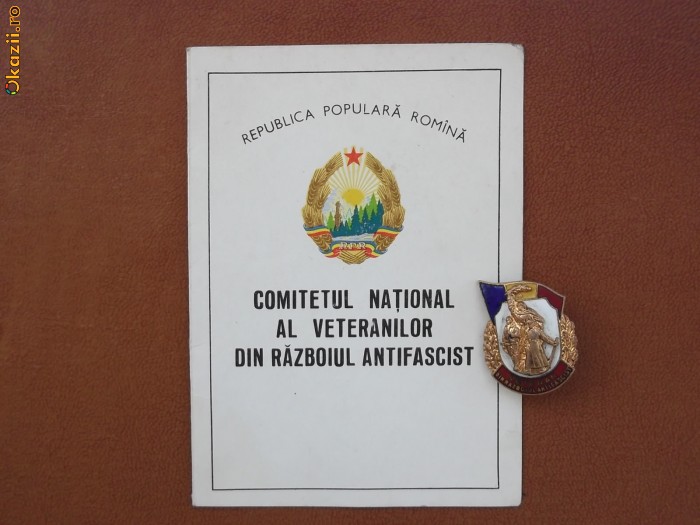 Okazii.ro
REPUBLICA POPULARĂ ROMÎNĂ
R.P.R.
COMITETUL NAȚIONAL
AL VETERANILOR
DIN RĂZBOIUL ANTIFASCIST